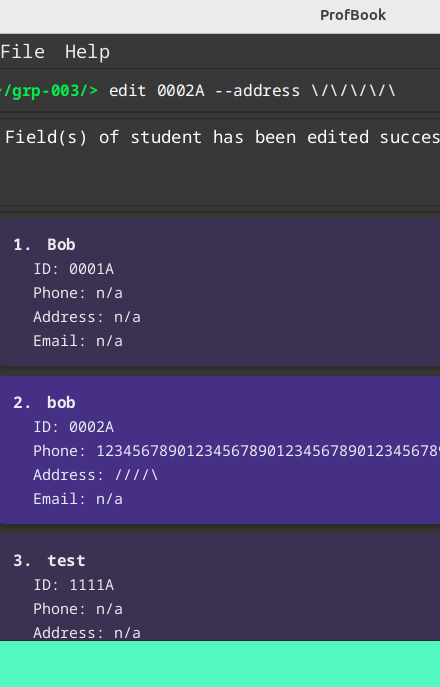 ProfBook
File Help
~/grp-003/> edit 0002A --address \/\/\/\/\
Field(s) of student has been edited succes
1. Bob
ID: 0001A
Phone: n/a
Address: n/a
Email: n/a
2. bob
ID: 0002A
Phone: 123456789012345678901234567890123456789
Address: ////\
Email: n/a
3. test
ID: 1111A
Phone: n/a
Address: n/a